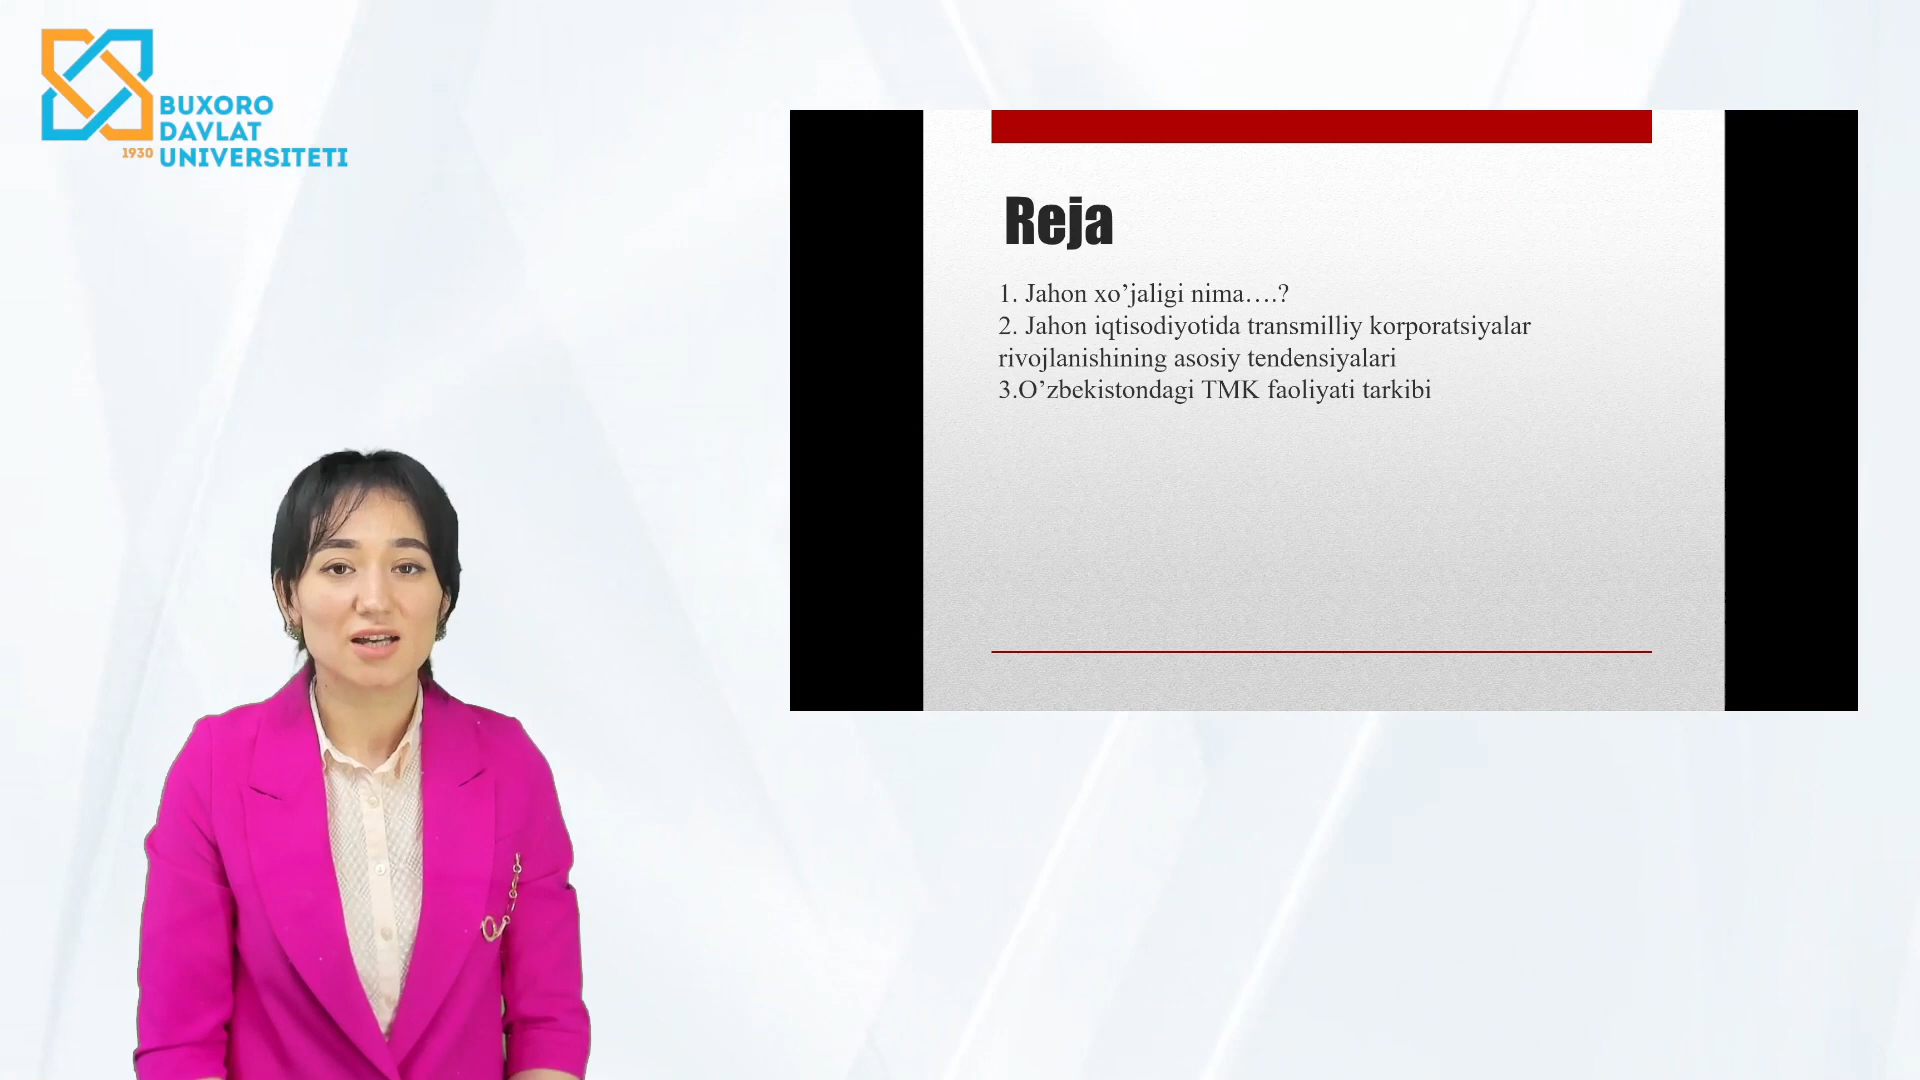 BUXORO
DAVLAT
1930 UNIVERSITETI
Reja
1. Jahon xo’jaligi nima….?
2. Jahon iqtisodiyotida transmilliy korporatsiyalar
rivojlanishining asosiy tendensiyalari
3.O’zbekistondagi TMK faoliyati tarkibi